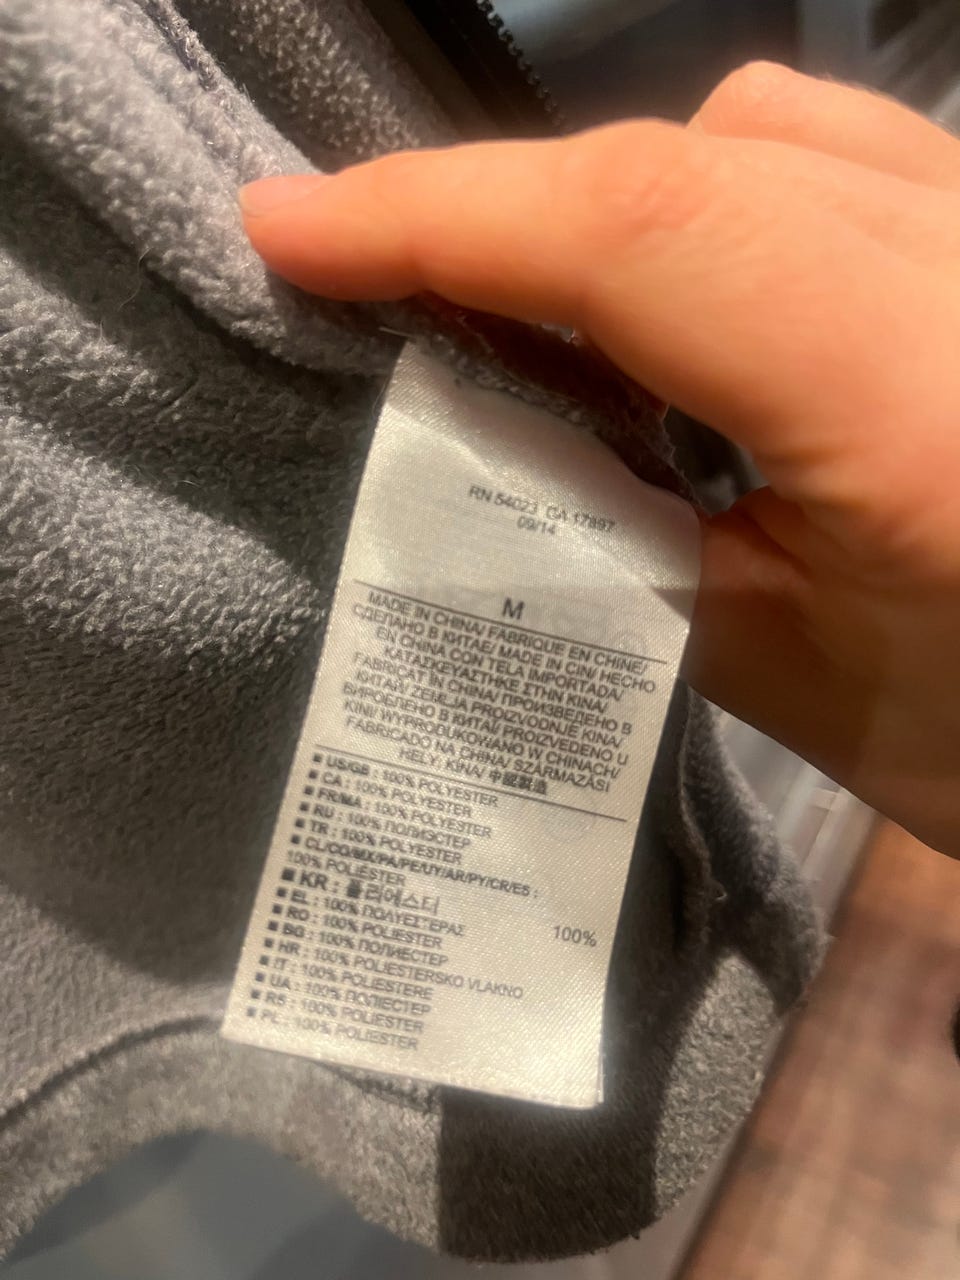 RN 54023 CA 17897
09/14
M
MADE IN CHINA/ FABRIQUE EN CHINE/
СДЕЛАНО В КИТАЕ/ MADE IN CIN/ HECHO
EN CHINA CON TELA IMPORTADA/
ΚΑΤΑΣΚΕΥΑΣΤΗΚΕ ΣΤΗΝ ΚΙΝΑ/
FABRICAT IN CHINA/ ПРОИЗВЕДЕНО В
КИТАЙ/ ZEMLJA PROIZVODNJE KINA/
ВИРОБЛЕНО В КИТАЇ/ PROIZVEDENO U
KINI/ WYPRODUKOWANO W CHINACH/
FABRICADO NA CHINA/ SZÁRMAZÁSI
HELY: KÍNA/ 中國製造
■ US/GB : 100% POLYESTER
■ CA : 100% POLYESTER
■ FR/MA : 100% POLYESTER
■ RU : 100% ПОЛИЭСТЕР
■ TR : 100% POLYESTER
■ CL/CO/MX/PA/PE/UY/AR/PY/CR/ES :
100% POLIÉSTER
■ KR : 폴리에스터 100%
■ EL : 100% ΠΟΛΥΕΣΤΕΡΑΣ
■ RO : 100% POLIESTER
■ BG : 100% ПОЛИЕСТЕР
■ HR : 100% POLIESTERSKO VLAKNO
■ IT : 100% POLIESTERE
■ UA : 100% ПОЛІЕСТЕР
■ RS : 100% POLIESTER
■ PL : 100% POLIESTER